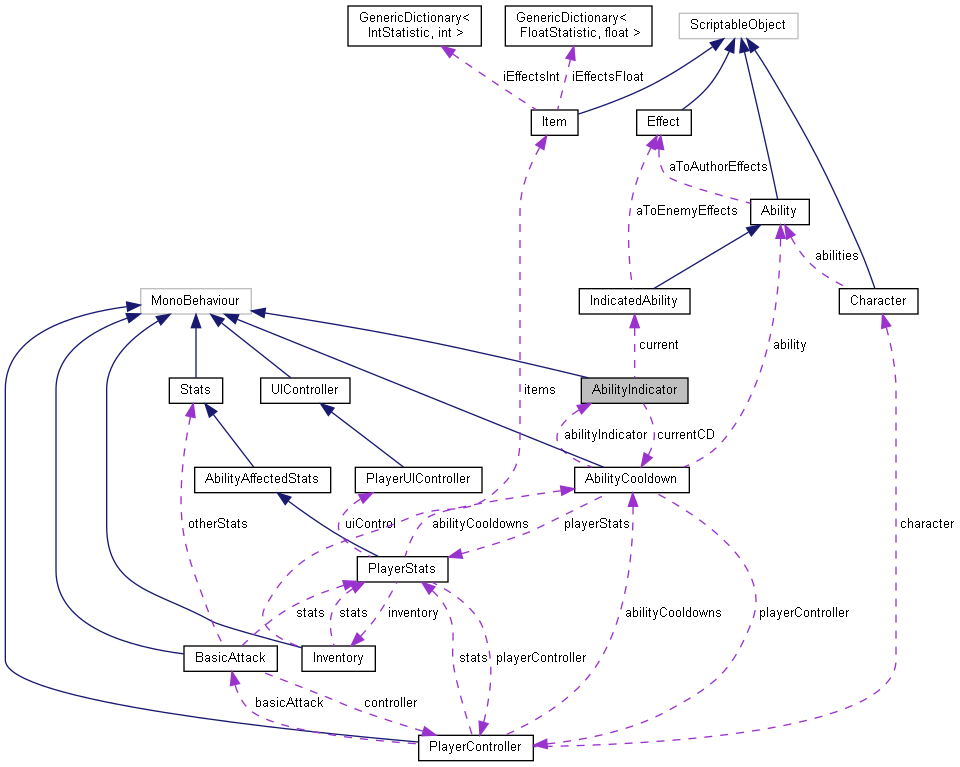 GenericDictionary<
IntStatistic, int >
GenericDictionary<
FloatStatistic, float >
ScriptableObject
iEffectsInt
iEffectsFloat
Item
Effect
aToAuthorEffects
aToEnemyEffects
Ability
abilities
MonoBehaviour
IndicatedAbility
Character
current
ability
Stats
UIController
items
AbilityIndicator
abilityIndicator
currentCD
AbilityAffectedStats
PlayerUIController
AbilityCooldown
otherStats
uiControl
abilityCooldowns
playerStats
character
PlayerStats
stats
stats
inventory
abilityCooldowns
playerController
BasicAttack
Inventory
stats
playerController
basicAttack
controller
PlayerController